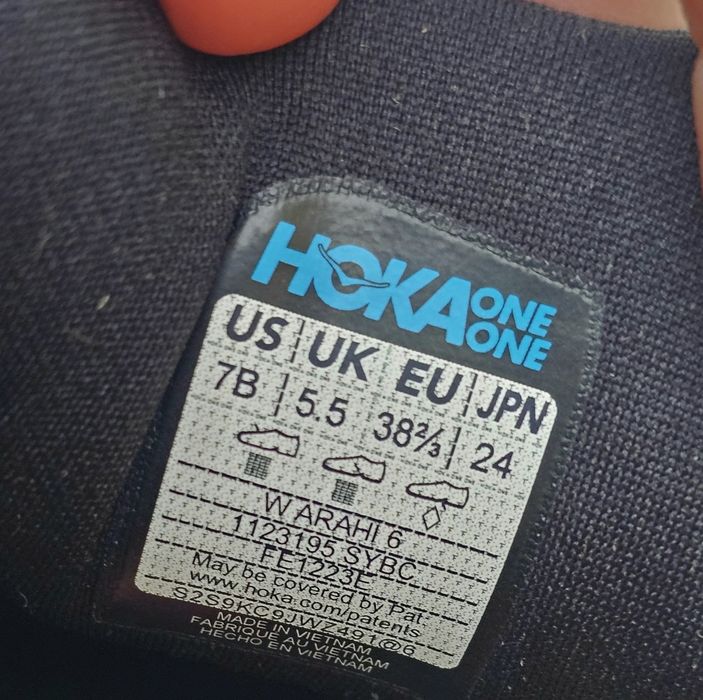 HOKA ONE ONE
US UK EU JPN
7B 5.5 38⅔ 24
W ARAHI 6
1123195 SYBC
FE1223E
May be covered by Pat.
www.hoka.com/patents
S2S9KC9JWZ491@6
MADE IN VIETNAM
FABRIQUE AU VIETNAM
HECHO EN VIETNAM